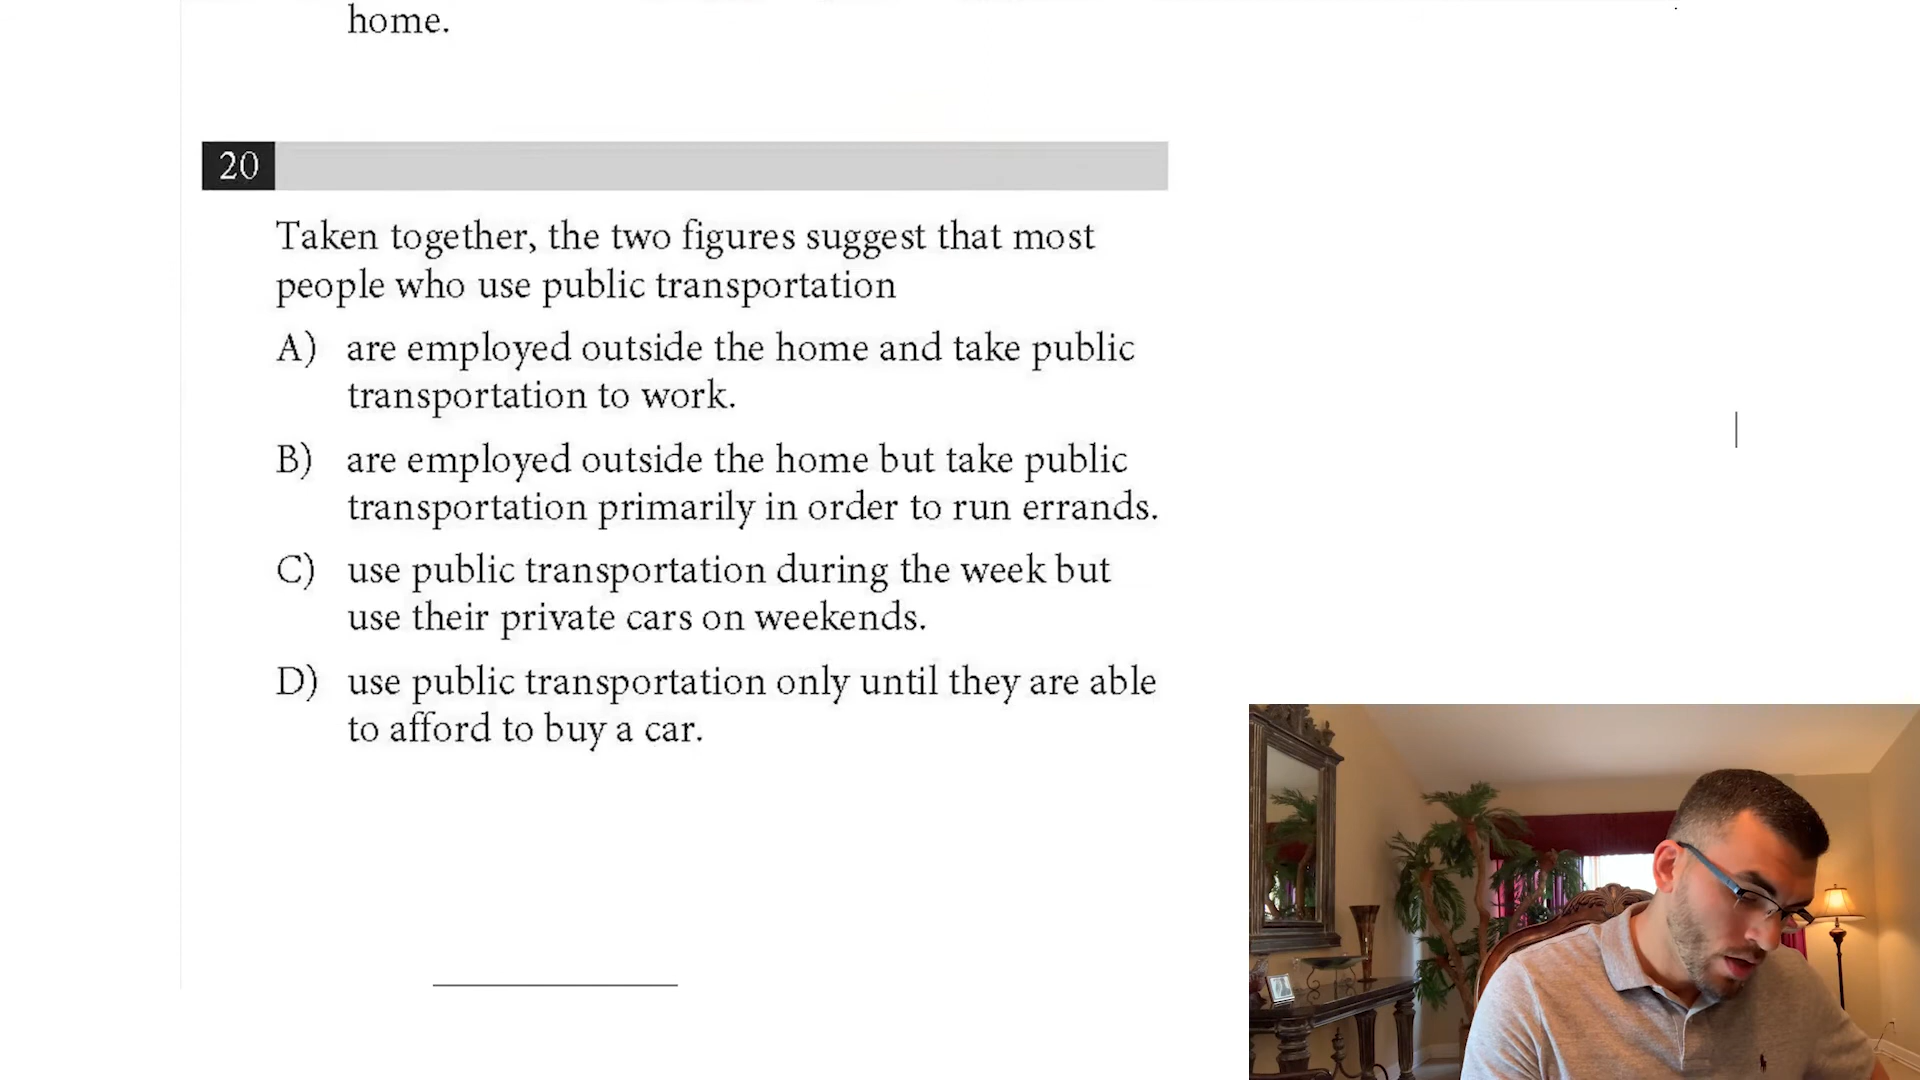 home.
20
Taken together, the two figures suggest that most
people who use public transportation
A) are employed outside the home and take public
transportation to work.
B) are employed outside the home but take public
transportation primarily in order to run errands.
C) use public transportation during the week but
use their private cars on weekends.
D) use public transportation only until they are able
to afford to buy a car.